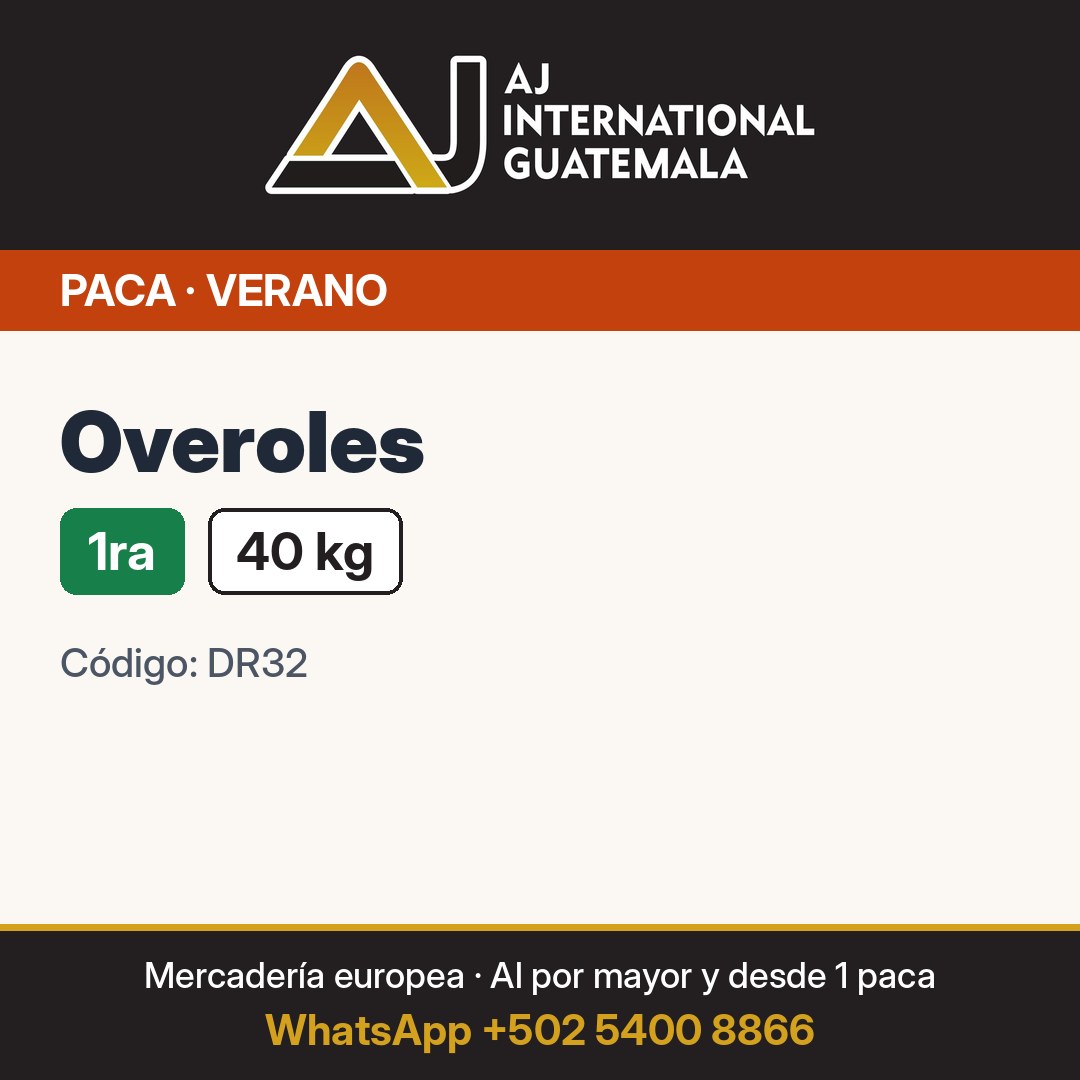 AJ
AJ
INTERNATIONAL
GUATEMALA
PACA · VERANO
Overoles
1ra
40 kg
Código: DR32
Mercadería europea · Al por mayor y desde 1 paca
WhatsApp +502 5400 8866